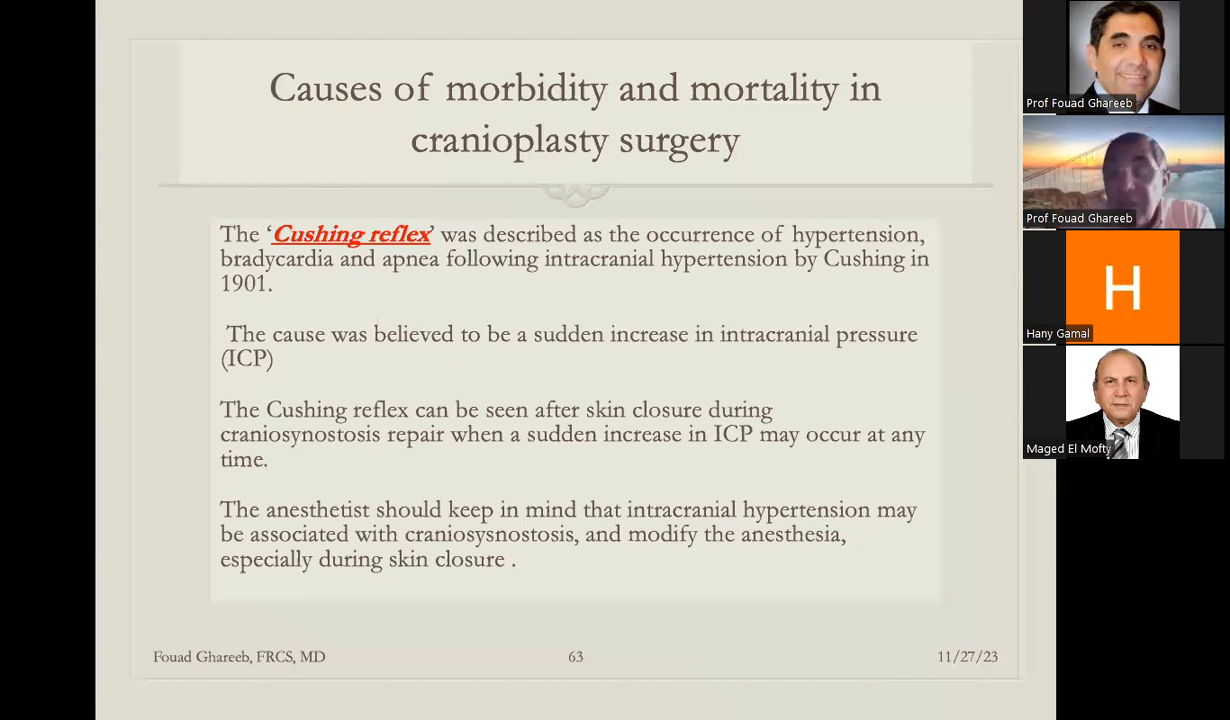 Causes of morbidity and mortality in
cranioplasty surgery
The ‘Cushing reflex’ was described as the occurrence of hypertension,
bradycardia and apnea following intracranial hypertension by Cushing in
1901.
The cause was believed to be a sudden increase in intracranial pressure
(ICP)
The Cushing reflex can be seen after skin closure during
craniosynostosis repair when a sudden increase in ICP may occur at any
time.
The anesthetist should keep in mind that intracranial hypertension may
be associated with craniosysnostosis, and modify the anesthesia,
especially during skin closure .
Fouad Ghareeb, FRCS, MD
63
11/27/23
Prof Fouad Ghareeb
Prof Fouad Ghareeb
H
Hany Gamal
Maged El Mofty